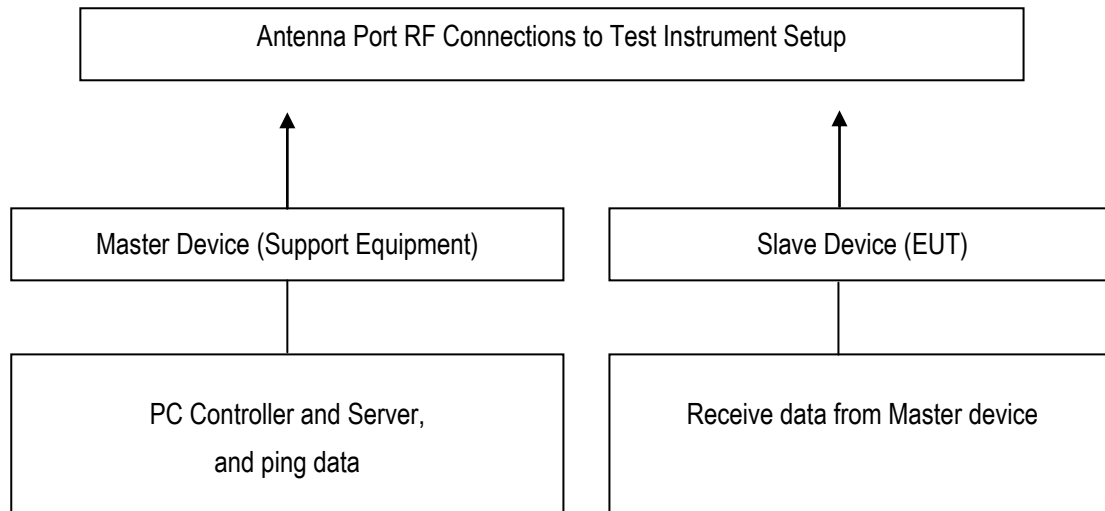 Antenna Port RF Connections to Test Instrument Setup
Master Device (Support Equipment)
Slave Device (EUT)
PC Controller and Server,
and ping data
Receive data from Master device